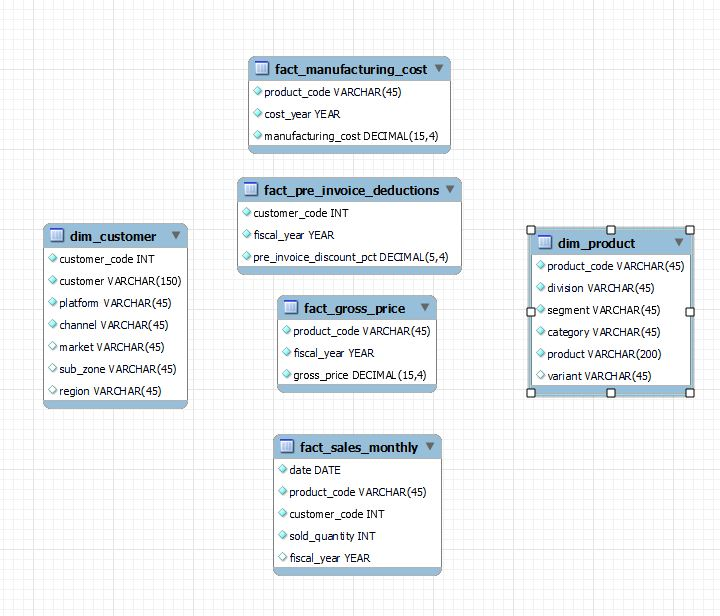 fact_manufacturing_cost
product_code VARCHAR(45)
cost_year YEAR
manufacturing_cost DECIMAL(15,4)
fact_pre_invoice_deductions
customer_code INT
fiscal_year YEAR
pre_invoice_discount_pct DECIMAL(5,4)
dim_customer
customer_code INT
customer VARCHAR(150)
platform VARCHAR(45)
channel VARCHAR(45)
market VARCHAR(45)
sub_zone VARCHAR(45)
region VARCHAR(45)
dim_product
product_code VARCHAR(45)
division VARCHAR(45)
segment VARCHAR(45)
category VARCHAR(45)
product VARCHAR(200)
variant VARCHAR(45)
fact_gross_price
product_code VARCHAR(45)
fiscal_year YEAR
gross_price DECIMAL(15,4)
fact_sales_monthly
date DATE
product_code VARCHAR(45)
customer_code INT
sold_quantity INT
fiscal_year YEAR